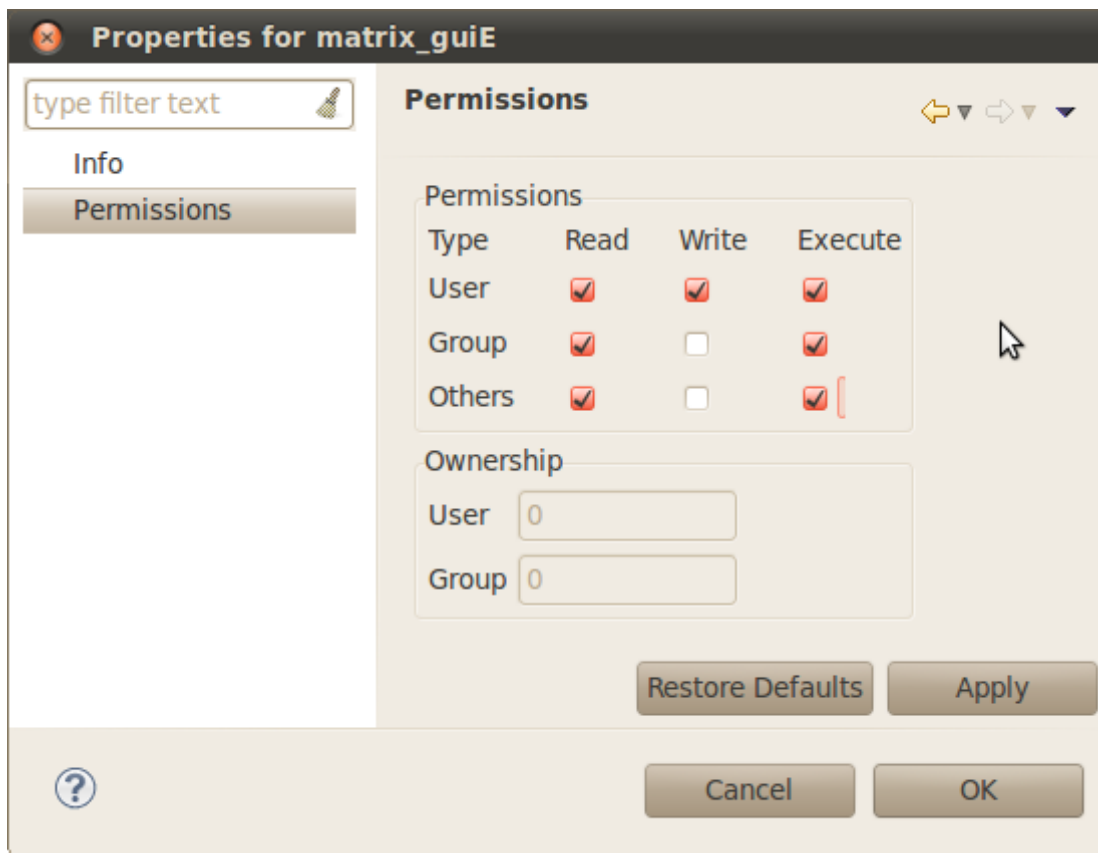 Properties for matrix_guiE
type filter text
Info
Permissions
Permissions
Permissions
Type Read Write Execute
User
Group
Others
Ownership
User 0
Group 0
Restore Defaults Apply
? Cancel OK